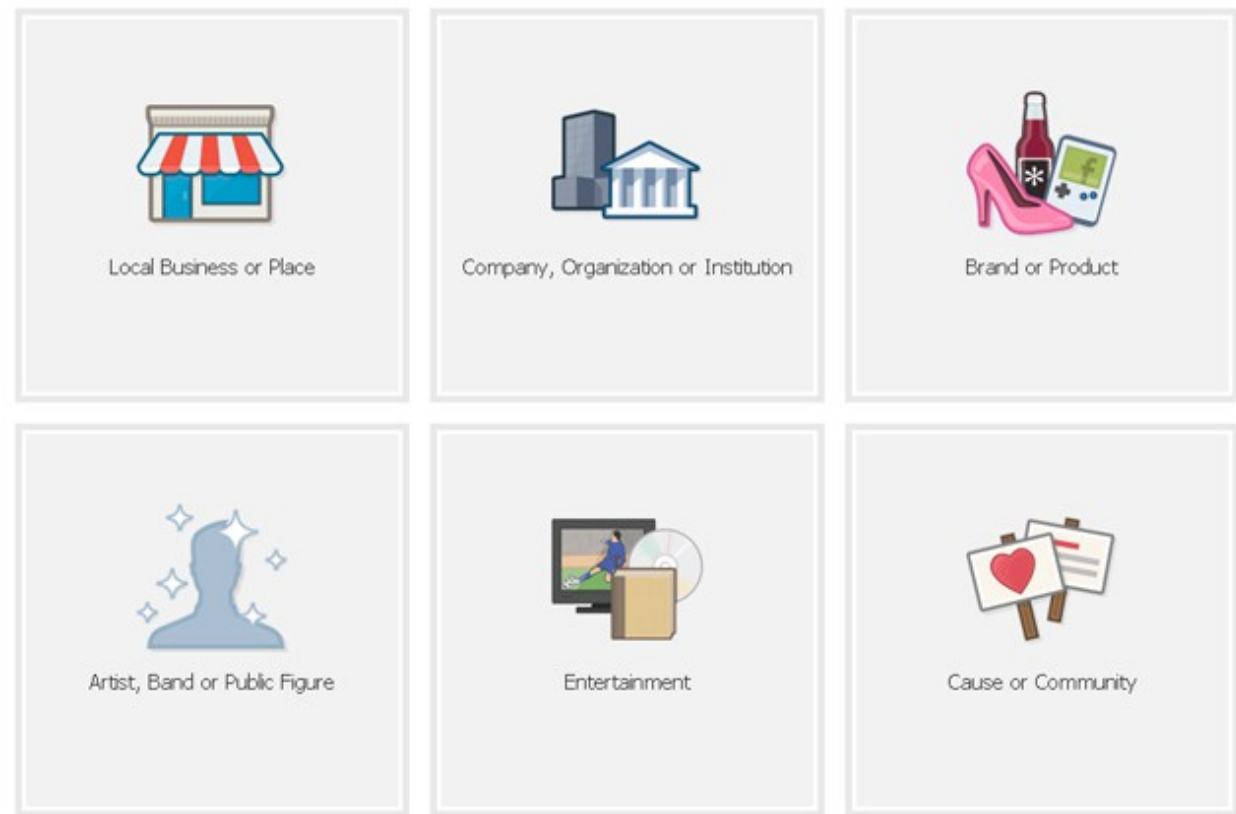 Local Business or Place
Company, Organization or Institution
Brand or Product
Artist, Band or Public Figure
Entertainment
Cause or Community